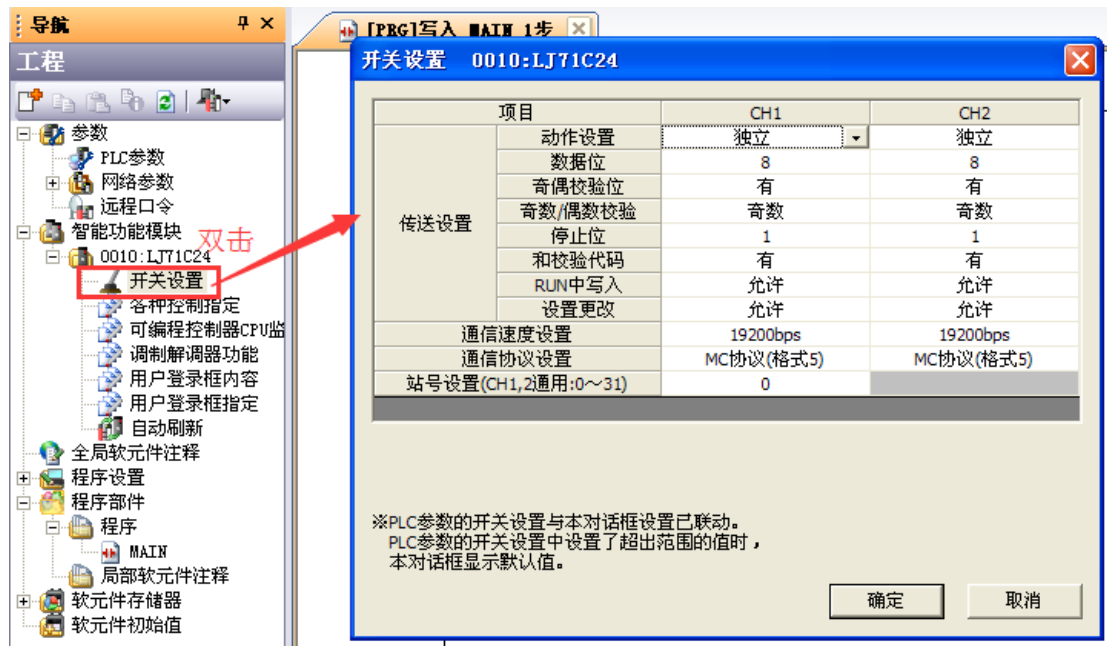 导航
工程
参数
PLC参数
网络参数
远程口令
智能功能模块
双击
0010:LJ71C24
开关设置
各种控制指定
可编程控制器CPU监
调制解调器功能
用户登录框内容
用户登录框指定
自动刷新
全局软元件注释
程序设置
程序部件
程序
MAIN
局部软元件注释
软元件存储器
软元件初始值
[PRG]写入 MAIN 1步
开关设置 0010:LJ71C24
项目 CH1 CH2
传送设置
动作设置 独立 独立
数据位 8 8
奇偶校验位 有 有
奇数/偶数校验 奇数 奇数
停止位 1 1
和校验代码 有 有
RUN中写入 允许 允许
设置更改 允许 允许
通信速度设置 19200bps 19200bps
通信协议设置 MC协议(格式5) MC协议(格式5)
站号设置(CH1,2通用:0～31) 0
※PLC参数的开关设置与本对话框设置已联动。
PLC参数的开关设置中设置了超出范围的值时，
本对话框显示默认值。
确定 取消